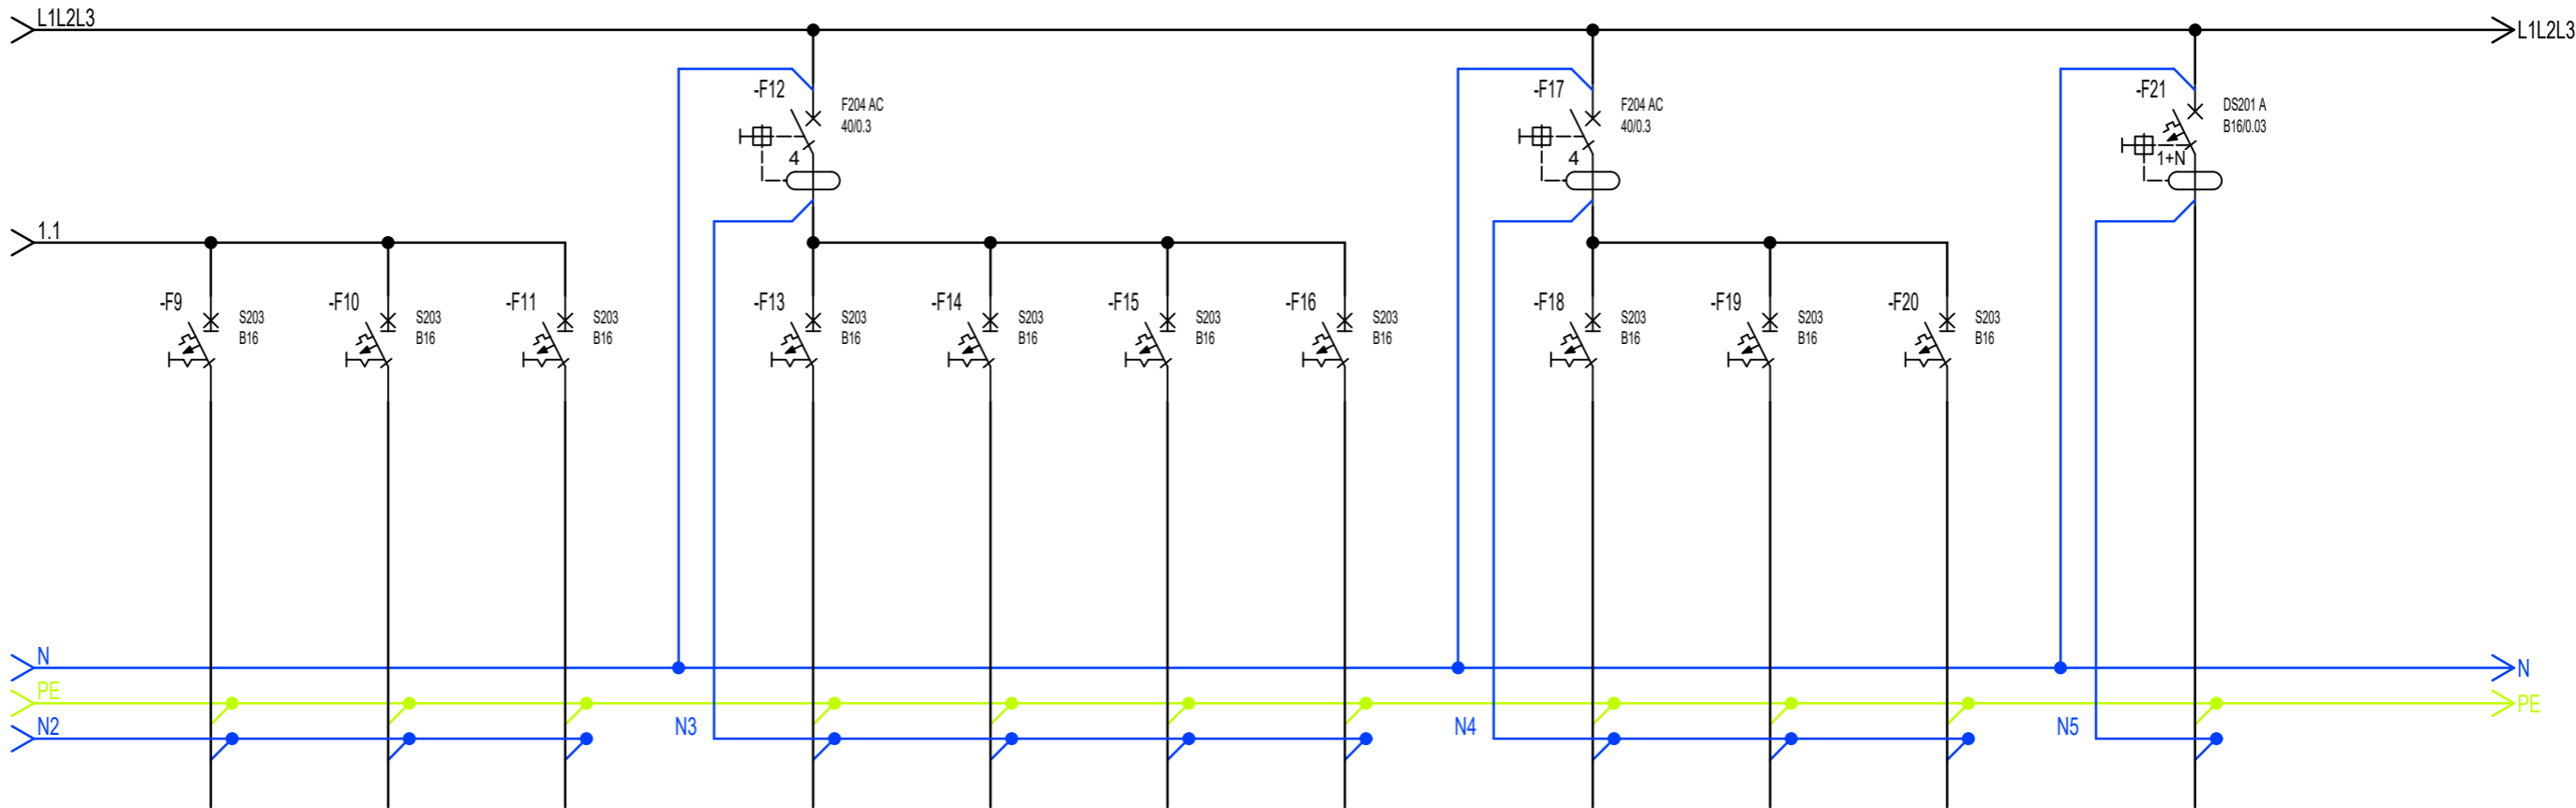 L1L2L3
L1L2L3
-F12
F204 AC
40/0.3
4
-F17
F204 AC
40/0.3
4
-F21
DS201 A
B16/0.03
1+N
1.1
-F9
S203
B16
-F10
S203
B16
-F11
S203
B16
-F13
S203
B16
-F14
S203
B16
-F15
S203
B16
-F16
S203
B16
-F18
S203
B16
-F19
S203
B16
-F20
S203
B16
N
N
PE
PE
N2
N3
N4
N5